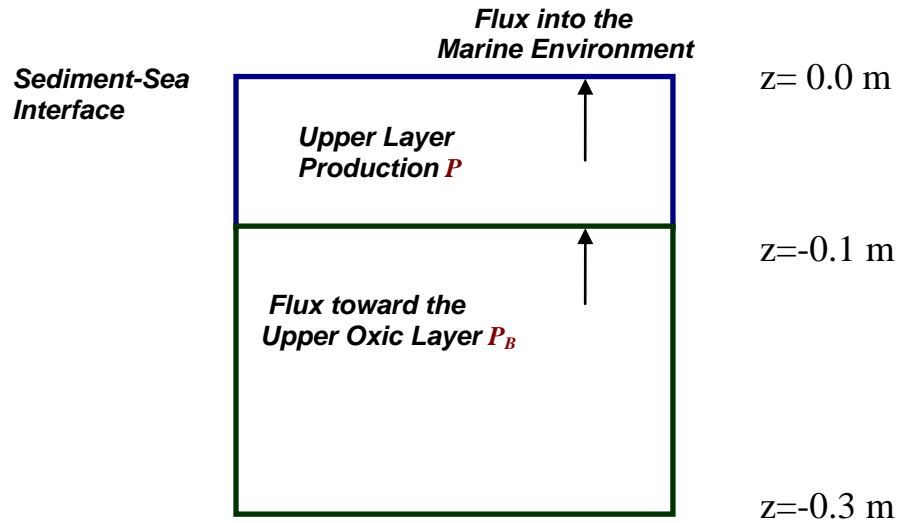 Flux into the
Marine Environment
Sediment-Sea
Interface
z= 0.0 m
Upper Layer
Production P
z=-0.1 m
Flux toward the
Upper Oxic Layer PB
z=-0.3 m